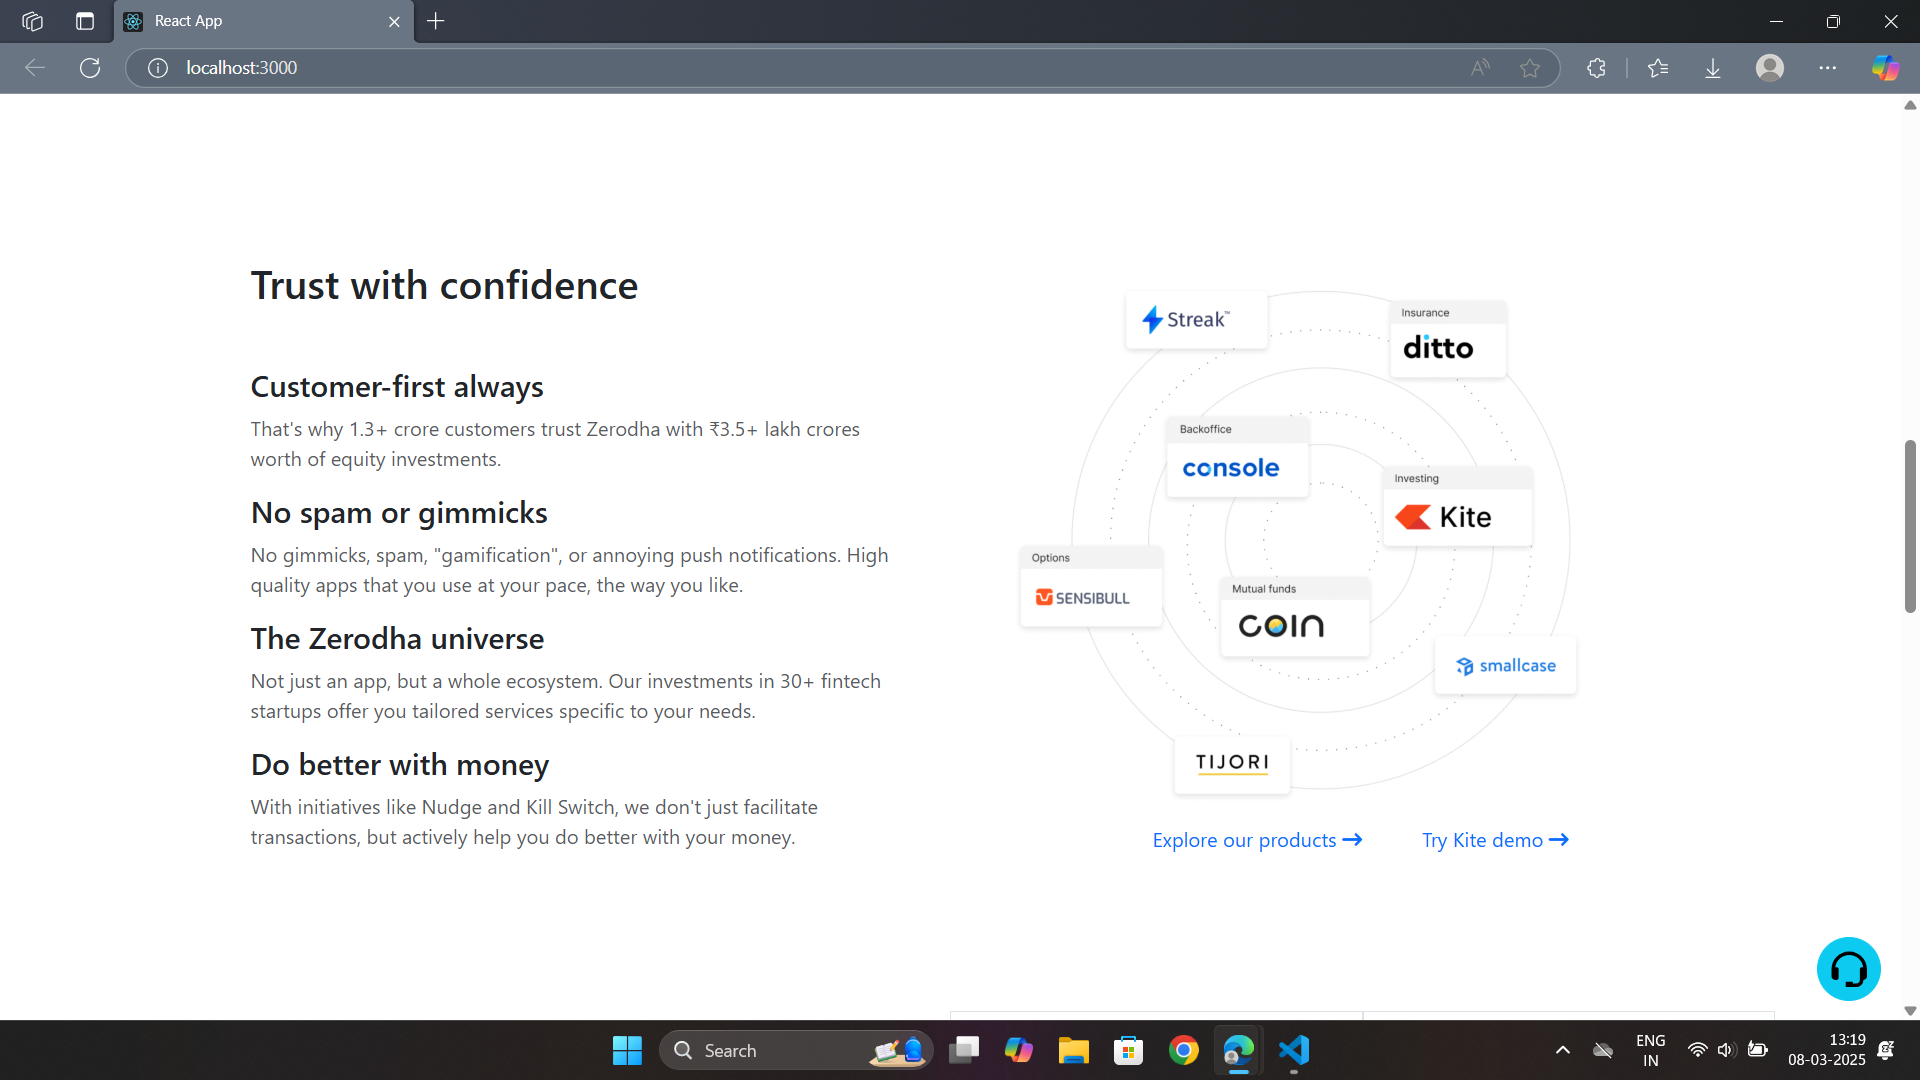 React App
localhost:3000
Trust with confidence
Customer-first always
That's why 1.3+ crore customers trust Zerodha with ₹3.5+ lakh crores
worth of equity investments.
No spam or gimmicks
No gimmicks, spam, "gamification", or annoying push notifications. High
quality apps that you use at your pace, the way you like.
The Zerodha universe
Not just an app, but a whole ecosystem. Our investments in 30+ fintech
startups offer you tailored services specific to your needs.
Do better with money
With initiatives like Nudge and Kill Switch, we don't just facilitate
transactions, but actively help you do better with your money.
Streak™
Insurance
ditto
Backoffice
console
Investing
Kite
Options
SENSIBULL
Mutual funds
COIN
smallcase
TIJORI
Explore our products
Try Kite demo
Search
ENG
IN
13:19
08-03-2025